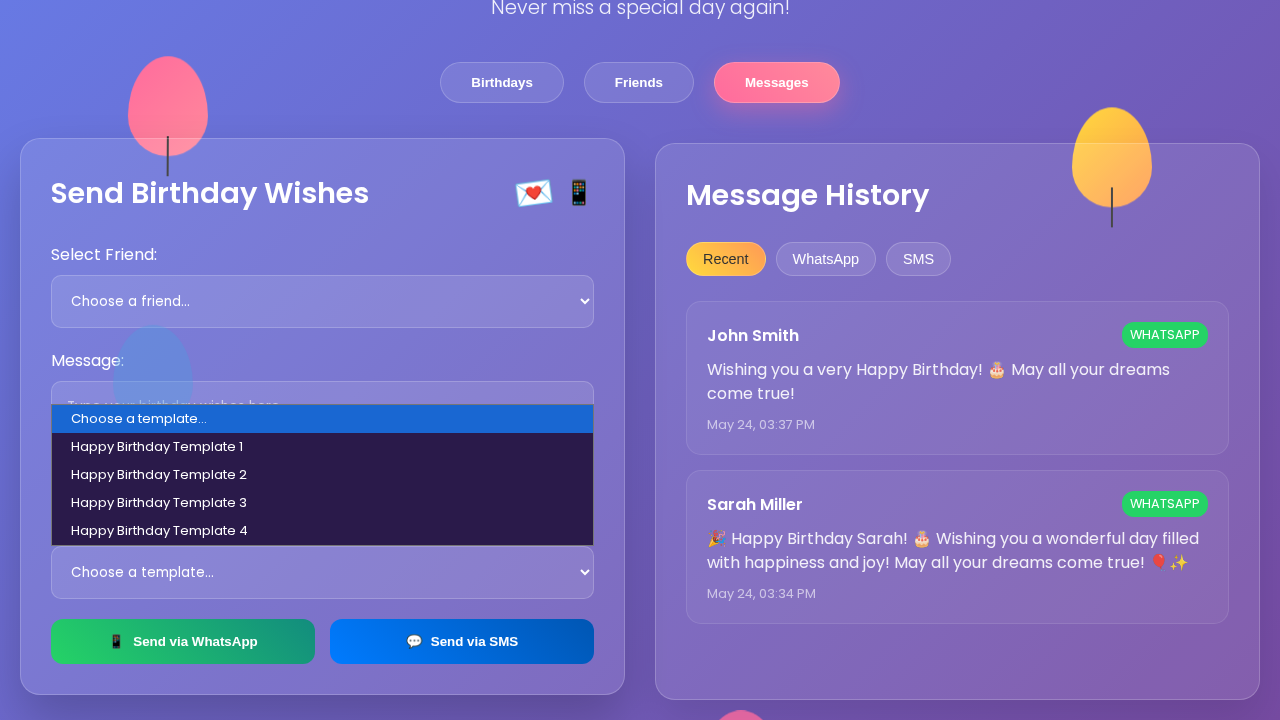 Never miss a special day again!
Birthdays
Friends
Messages
Send Birthday Wishes
Select Friend:
Choose a friend...
Message:
Type your birthday wishes here...
Choose a template...
Happy Birthday Template 1
Happy Birthday Template 2
Happy Birthday Template 3
Happy Birthday Template 4
Choose a template...
📱 Send via WhatsApp
💬 Send via SMS
Message History
Recent
WhatsApp
SMS
John Smith
WHATSAPP
Wishing you a very Happy Birthday! 🎂 May all your dreams
come true!
May 24, 03:37 PM
Sarah Miller
WHATSAPP
🎉 Happy Birthday Sarah! 🎂 Wishing you a wonderful day filled
with happiness and joy! May all your dreams come true! 🎈✨
May 24, 03:34 PM